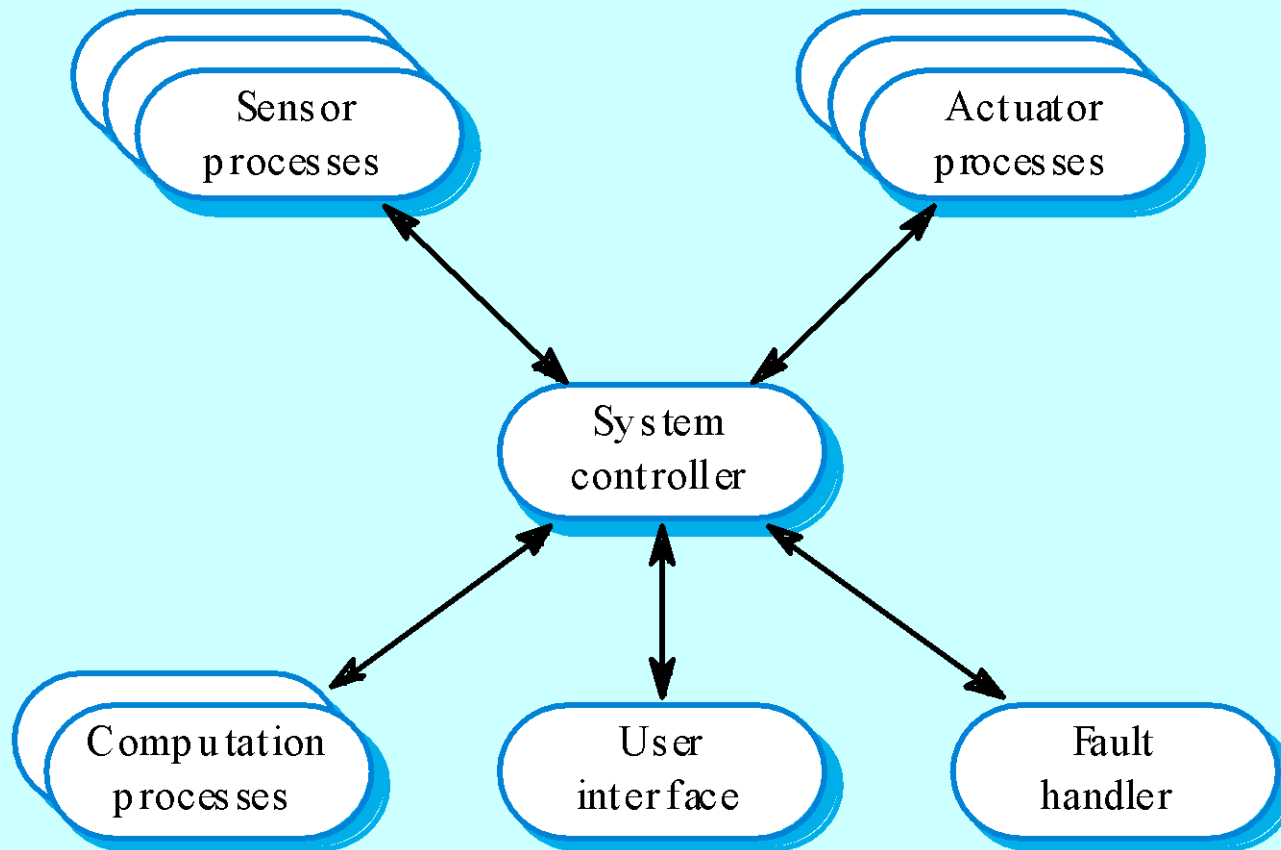 Sensor
processes
Actuator
processes
System
controller
Computation
processes
User
interface
Fault
handler